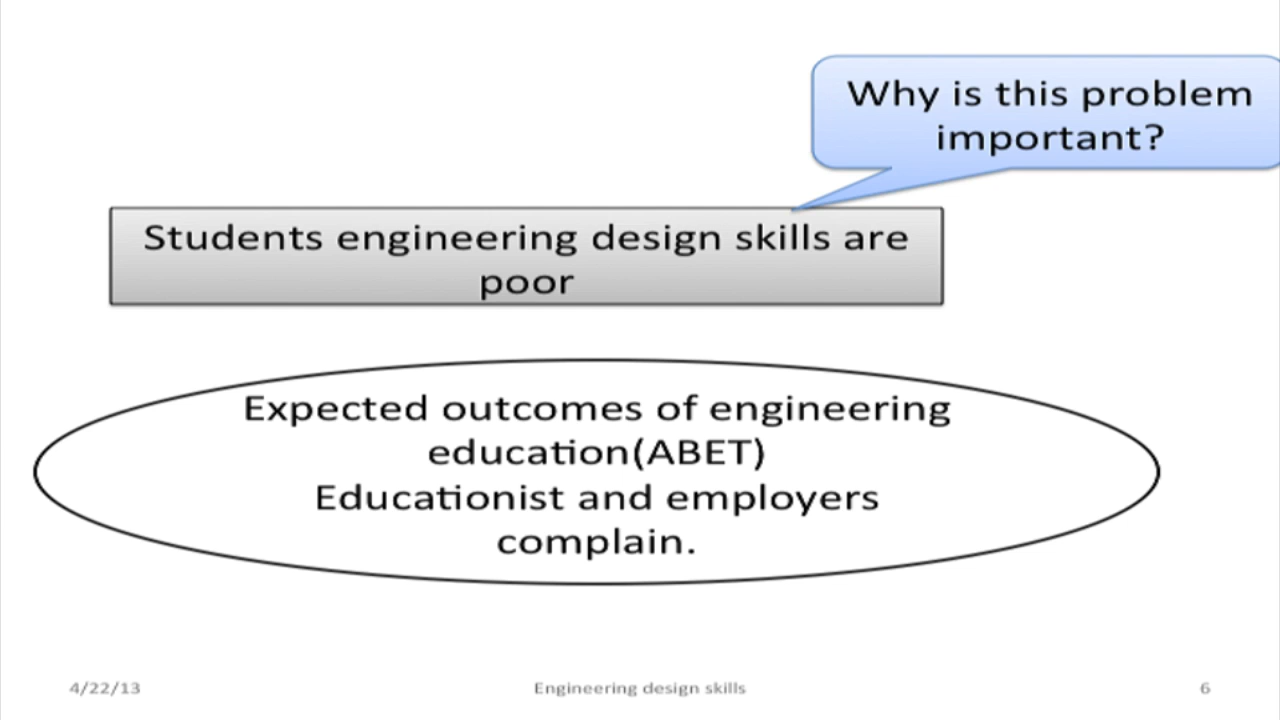 Why is this problem
important?
Students engineering design skills are
poor
Expected outcomes of engineering
education(ABET)
Educationist and employers
complain.
4/22/13
Engineering design skills
6